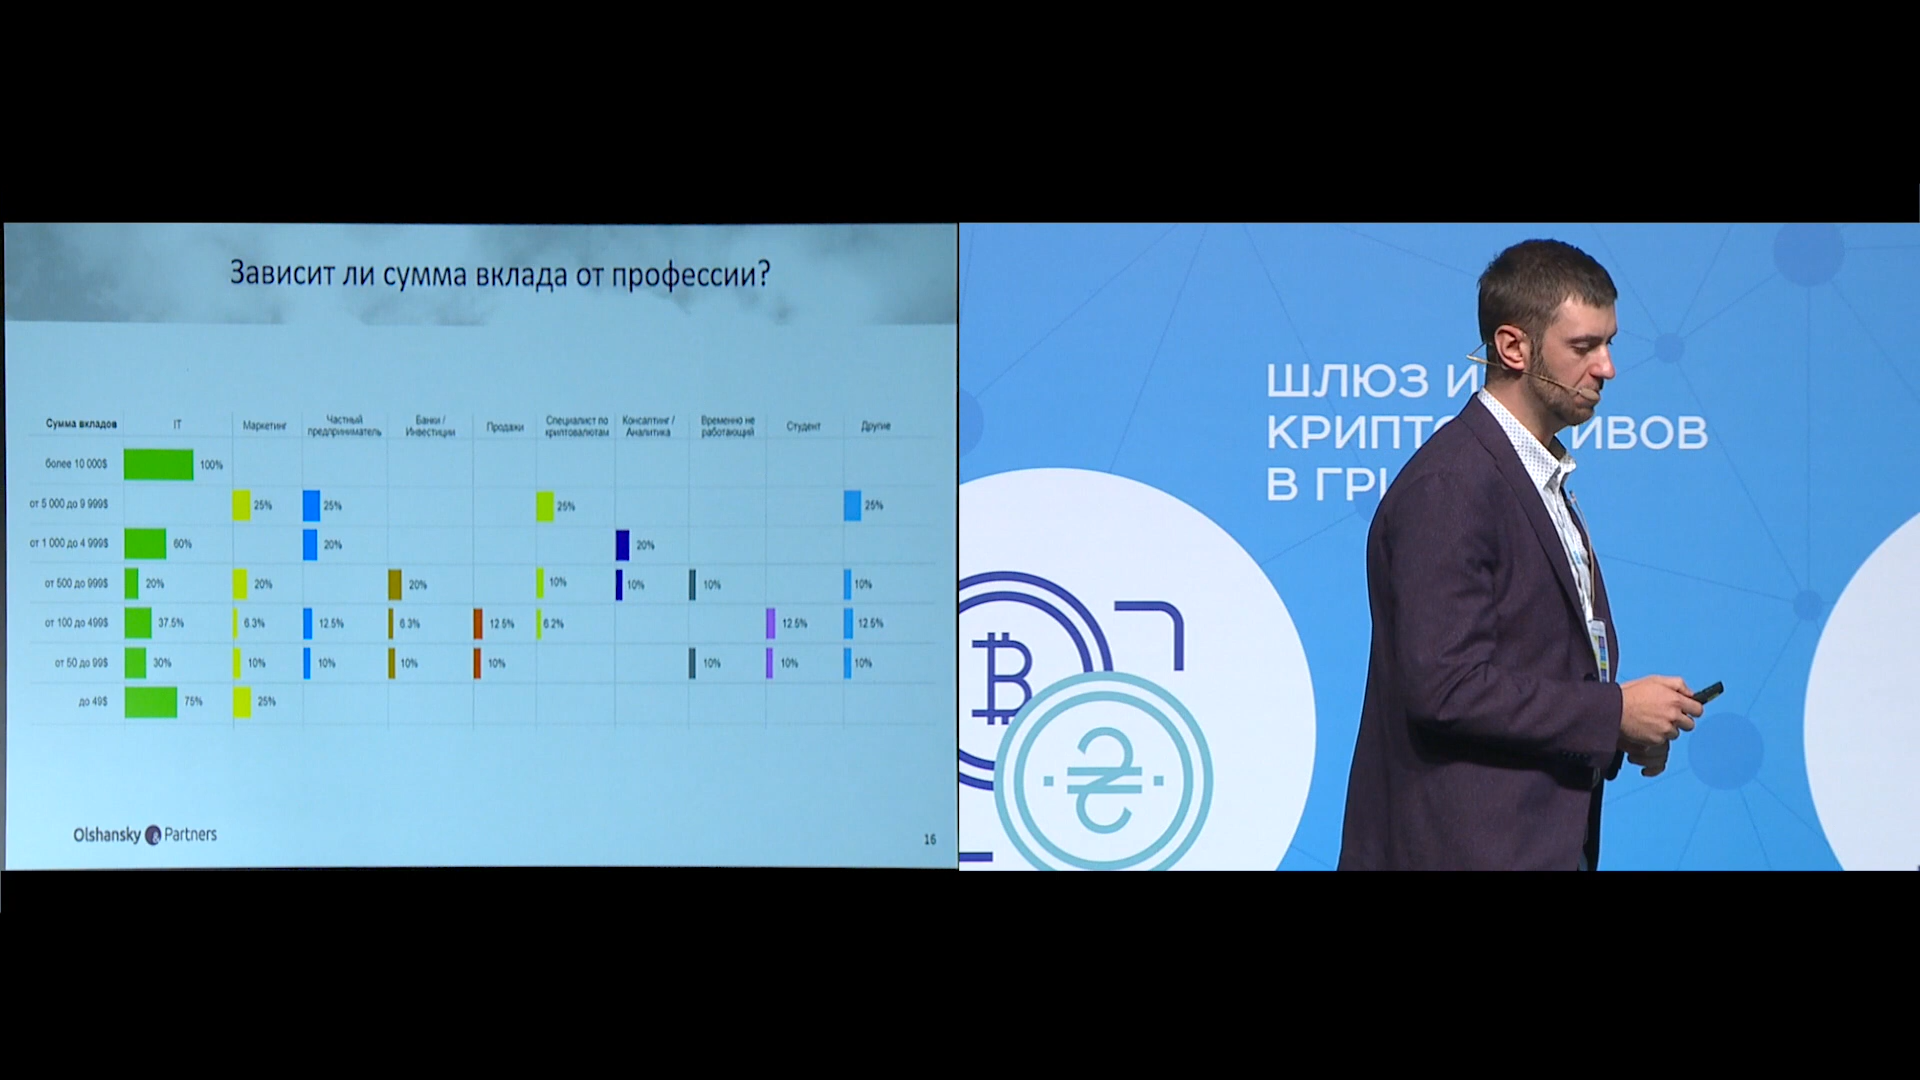 Зависит ли сумма вклада от профессии?
Сумма вкладов IT Маркетинг Частный предприниматель Банки / Инвестиции Продажи Специалист по криптовалютам Консалтинг / Аналитика Временно не работающий Студент Другие
более 10 000$ 100%
от 5 000 до 9 999$ 25% 25% 25% 25%
от 1 000 до 4 999$ 60% 20% 20%
от 500 до 999$ 20% 20% 20% 10% 10% 10% 10%
от 100 до 499$ 37.5% 6.3% 12.5% 6.3% 12.5% 6.2% 12.5% 12.5%
от 50 до 99$ 30% 10% 10% 10% 10% 10% 10% 10%
до 49$ 75% 25%
Olshansky & Partners
16
ШЛЮЗ
В